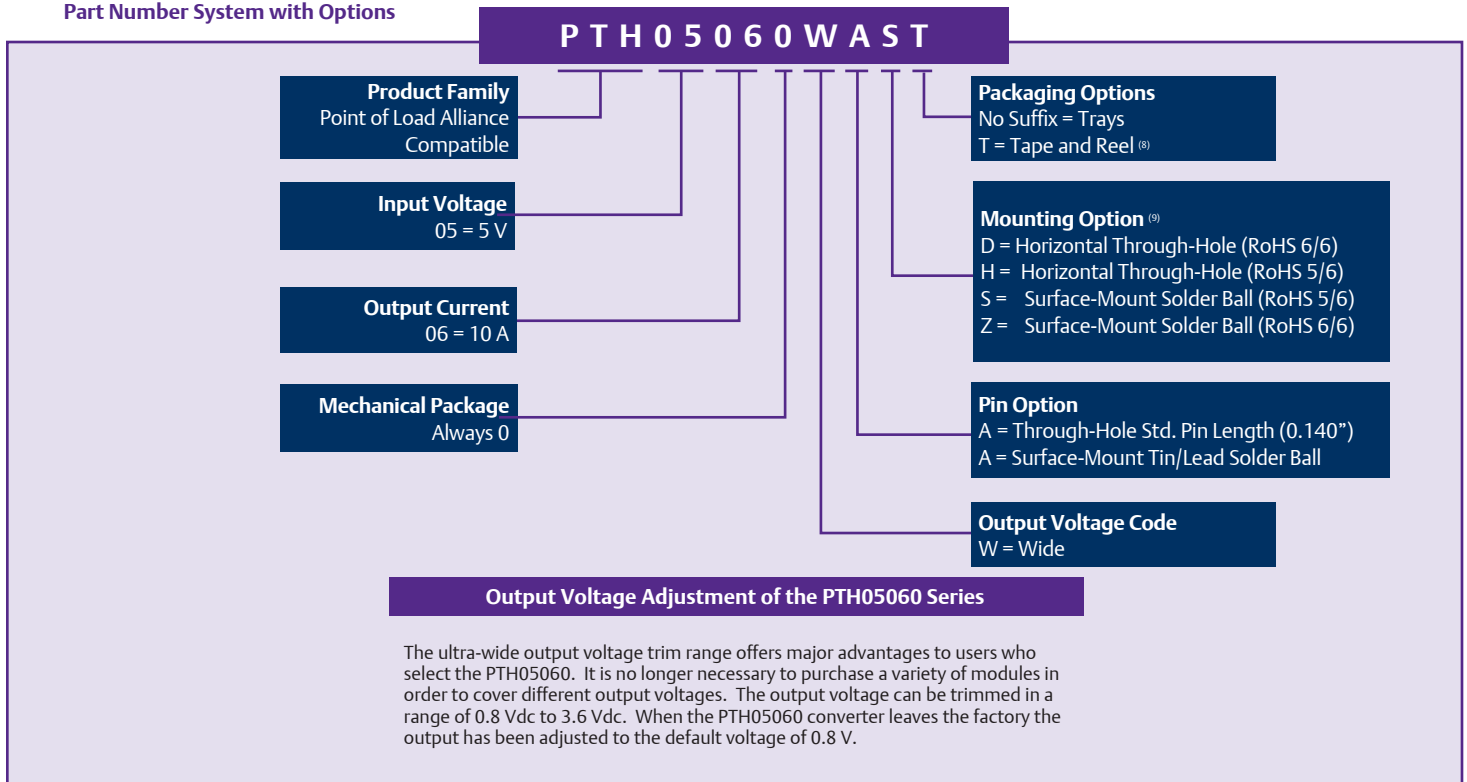 Part Number System with Options
PTH05060WAST
Product Family
Point of Load Alliance
Compatible
Input Voltage
05 = 5 V
Output Current
06 = 10 A
Mechanical Package
Always 0
Packaging Options
No Suffix = Trays
T = Tape and Reel (8)
Mounting Option (9)
D = Horizontal Through-Hole (RoHS 6/6)
H = Horizontal Through-Hole (RoHS 5/6)
S = Surface-Mount Solder Ball (RoHS 5/6)
Z = Surface-Mount Solder Ball (RoHS 6/6)
Pin Option
A = Through-Hole Std. Pin Length (0.140”)
A = Surface-Mount Tin/Lead Solder Ball
Output Voltage Code
W = Wide
Output Voltage Adjustment of the PTH05060 Series
The ultra-wide output voltage trim range offers major advantages to users who
select the PTH05060. It is no longer necessary to purchase a variety of modules in
order to cover different output voltages. The output voltage can be trimmed in a
range of 0.8 Vdc to 3.6 Vdc. When the PTH05060 converter leaves the factory the
output has been adjusted to the default voltage of 0.8 V.